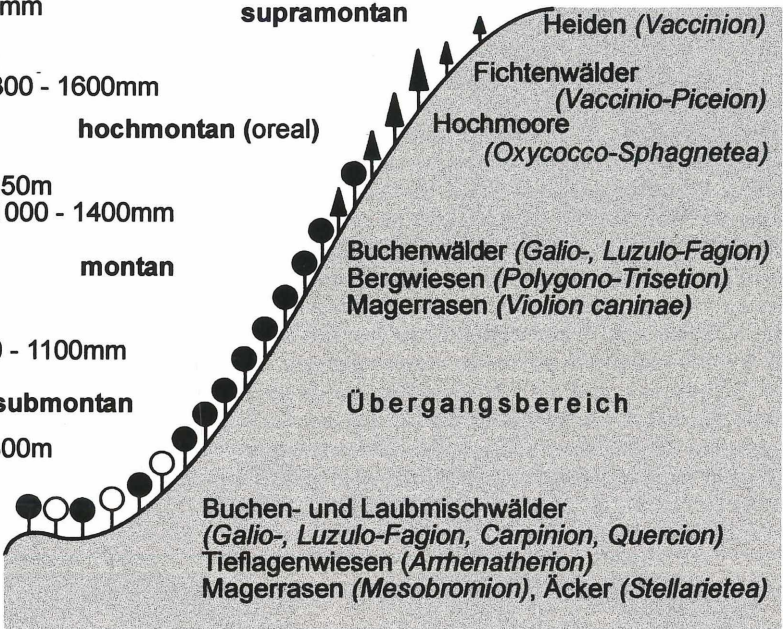 mm
supramontan
Heiden (Vaccinion)
Fichtenwälder
(Vaccinio-Piceion)
300 - 1600mm
hochmontan (oreal)
Hochmoore
(Oxycocco-Sphagnetea)
50m
000 - 1400mm
montan
Buchenwälder (Galio-, Luzulo-Fagion)
Bergwiesen (Polygono-Trisetion)
Magerrasen (Violion caninae)
- 1100mm
submontan
Übergangsbereich
00m
Buchen- und Laubmischwälder
(Galio-, Luzulo-Fagion, Carpinion, Quercion)
Tieflagenwiesen (Arrhenatherion)
Magerrasen (Mesobromion), Äcker (Stellarietea)